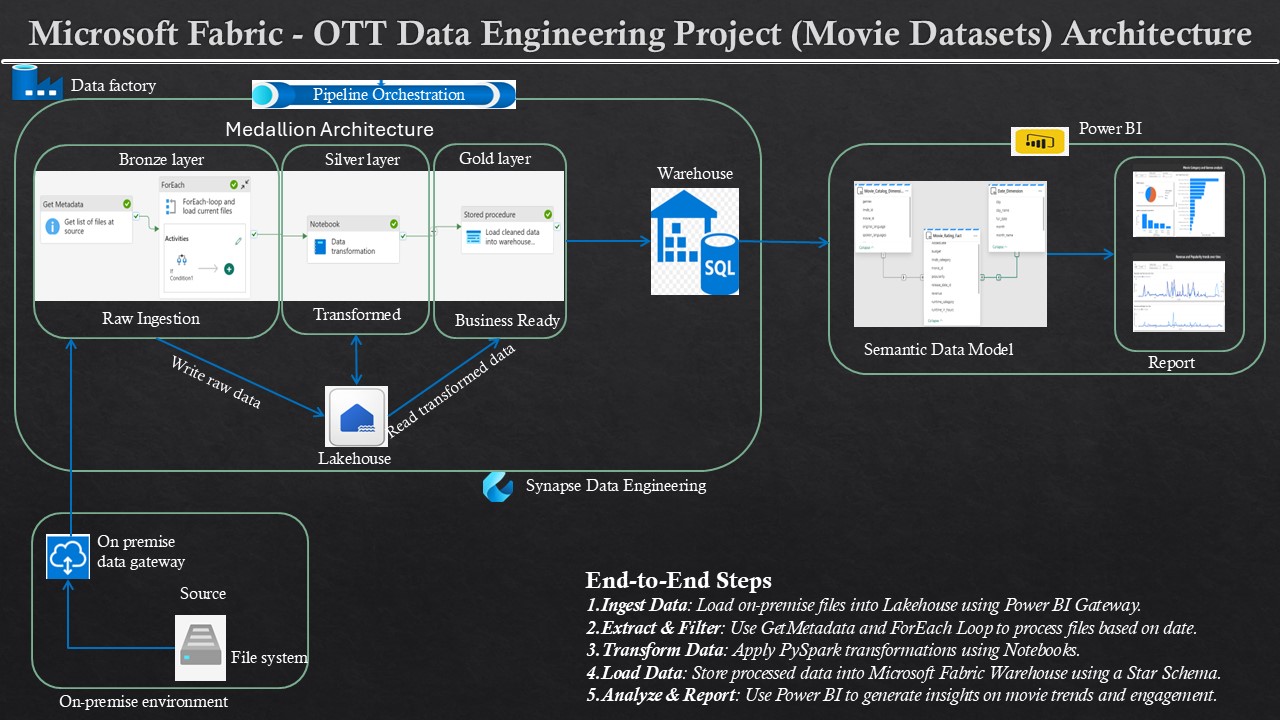 Microsoft Fabric - OTT Data Engineering Project (Movie Datasets) Architecture
Data factory
Pipeline Orchestration
Medallion Architecture
Bronze layer
Silver layer
Gold layer
Get Metadata
Get list of files at
source
ForEach
ForEach-loop and
load current files
Activities
If
Condition1
Notebook
Data
transformation
Stored procedure
Load cleaned data
into warehouse...
Raw Ingestion
Transformed
Business Ready
Write raw data
Read transformed data
Lakehouse
Warehouse
SQL
Synapse Data Engineering
Power BI
Movie_Catalog_Dimensi...
Date_Dimension
Movie_Rating_Fact
Semantic Data Model
Report
On premise
data gateway
Source
File system
On-premise environment
End-to-End Steps
1.Ingest Data: Load on-premise files into Lakehouse using Power BI Gateway.
2.Extract & Filter: Use GetMetadata and ForEach Loop to process files based on date.
3.Transform Data: Apply PySpark transformations using Notebooks.
4.Load Data: Store processed data into Microsoft Fabric Warehouse using a Star Schema.
5.Analyze & Report: Use Power BI to generate insights on movie trends and engagement.